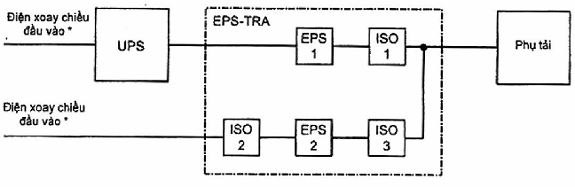 Điện xoay chiều
đầu vào *
UPS
EPS-TRA
EPS
1
ISO
1
Phụ tải
Điện xoay chiều
đầu vào *
ISO
2
EPS
2
ISO
3